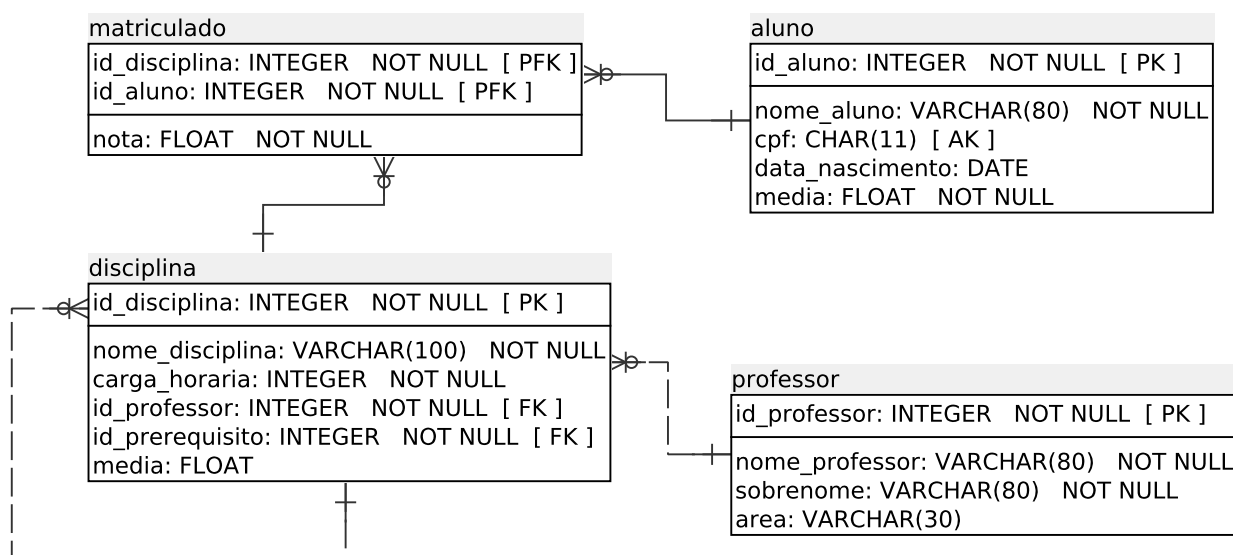 matriculado
id_disciplina: INTEGER NOT NULL [ PFK ]
id_aluno: INTEGER NOT NULL [ PFK ]
nota: FLOAT NOT NULL
aluno
id_aluno: INTEGER NOT NULL [ PK ]
nome_aluno: VARCHAR(80) NOT NULL
cpf: CHAR(11) [ AK ]
data_nascimento: DATE
media: FLOAT NOT NULL
disciplina
id_disciplina: INTEGER NOT NULL [ PK ]
nome_disciplina: VARCHAR(100) NOT NULL
carga_horaria: INTEGER NOT NULL
id_professor: INTEGER NOT NULL [ FK ]
id_prerequisito: INTEGER NOT NULL [ FK ]
media: FLOAT
professor
id_professor: INTEGER NOT NULL [ PK ]
nome_professor: VARCHAR(80) NOT NULL
sobrenome: VARCHAR(80) NOT NULL
area: VARCHAR(30)